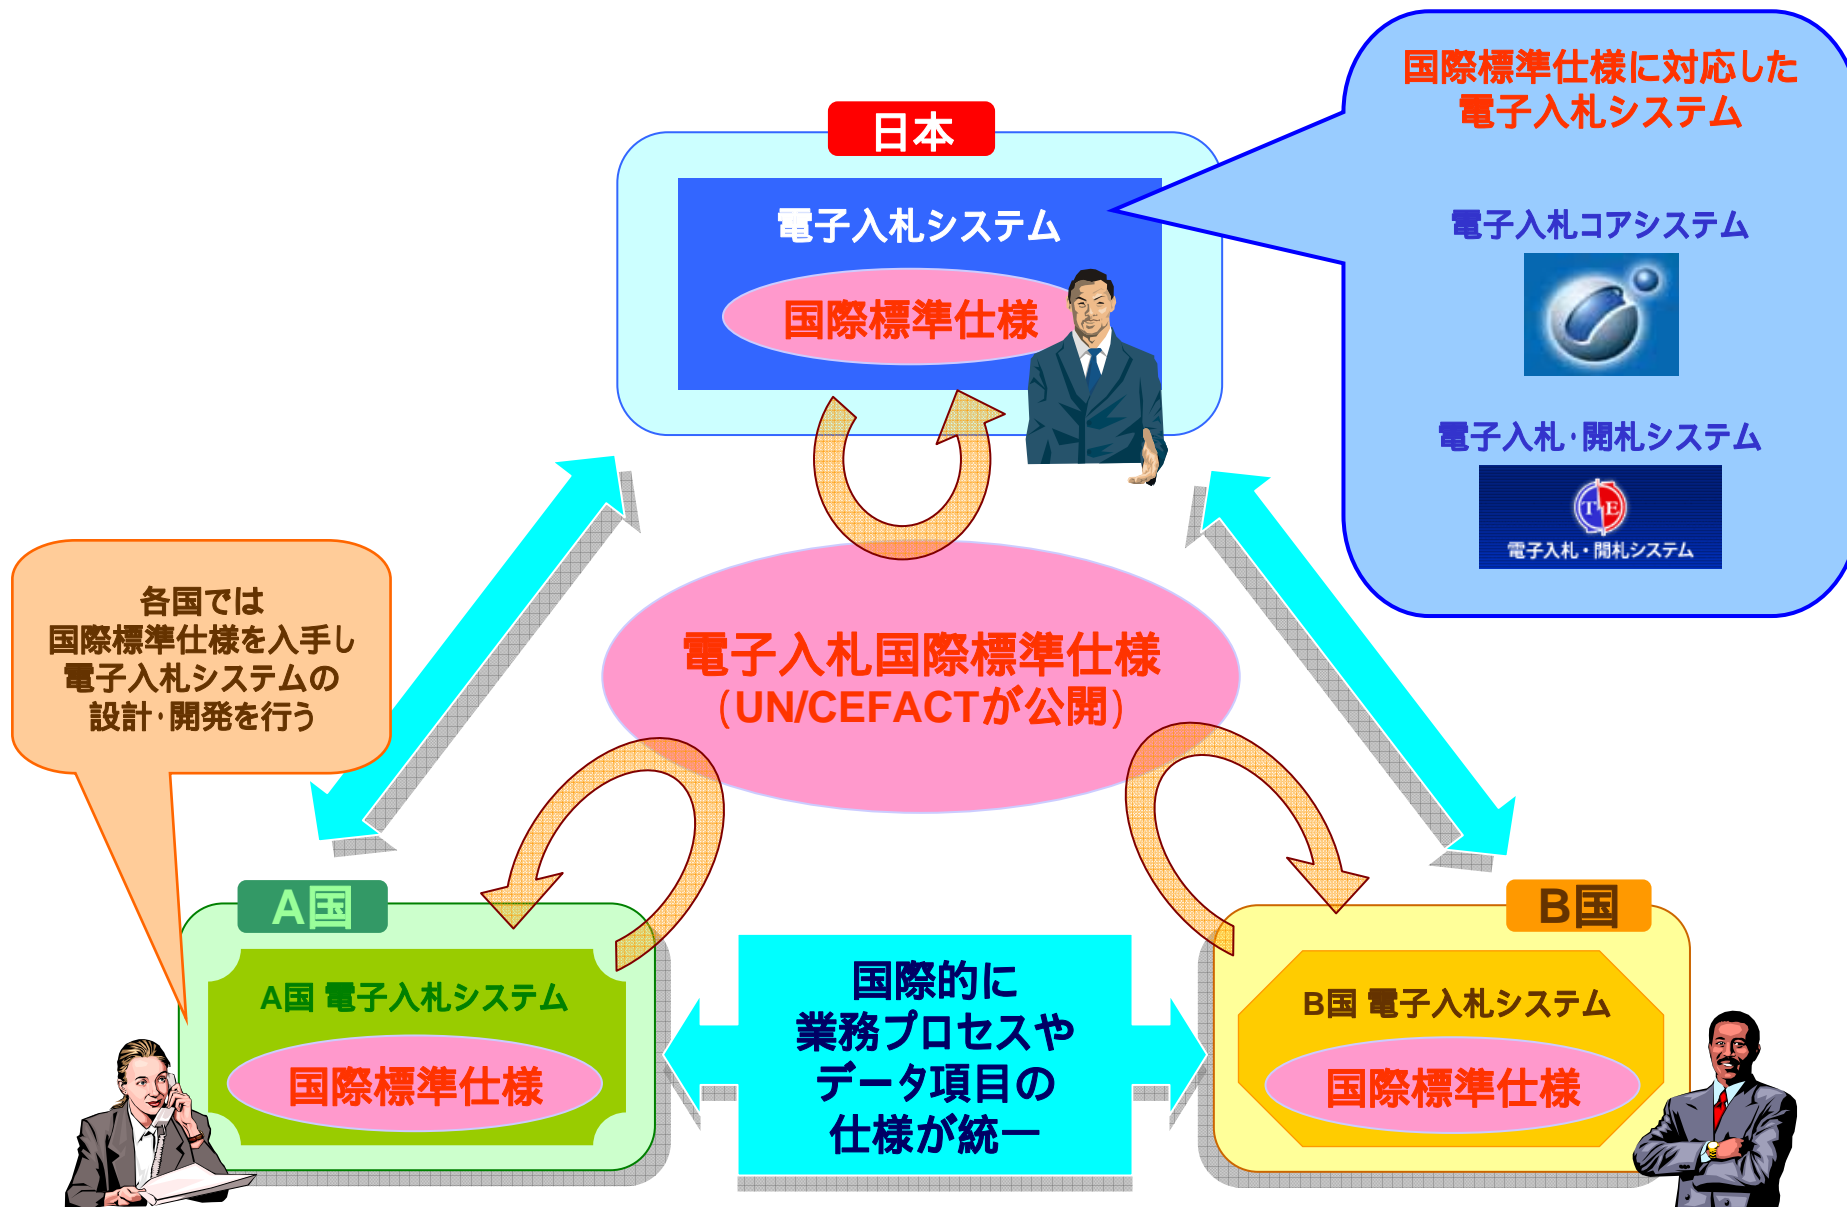 国際標準仕様に対応した
電子入札システム
日本
電子入札システム
国際標準仕様
電子入札コアシステム
電子入札･開札システム
TE
電子入札・開札システム
各国では
国際標準仕様を入手し
電子入札システムの
設計･開発を行う
電子入札国際標準仕様
（UN/CEFACTが公開）
A国
A国 電子入札システム
国際標準仕様
国際的に
業務プロセスや
データ項目の
仕様が統一
B国
B国 電子入札システム
国際標準仕様